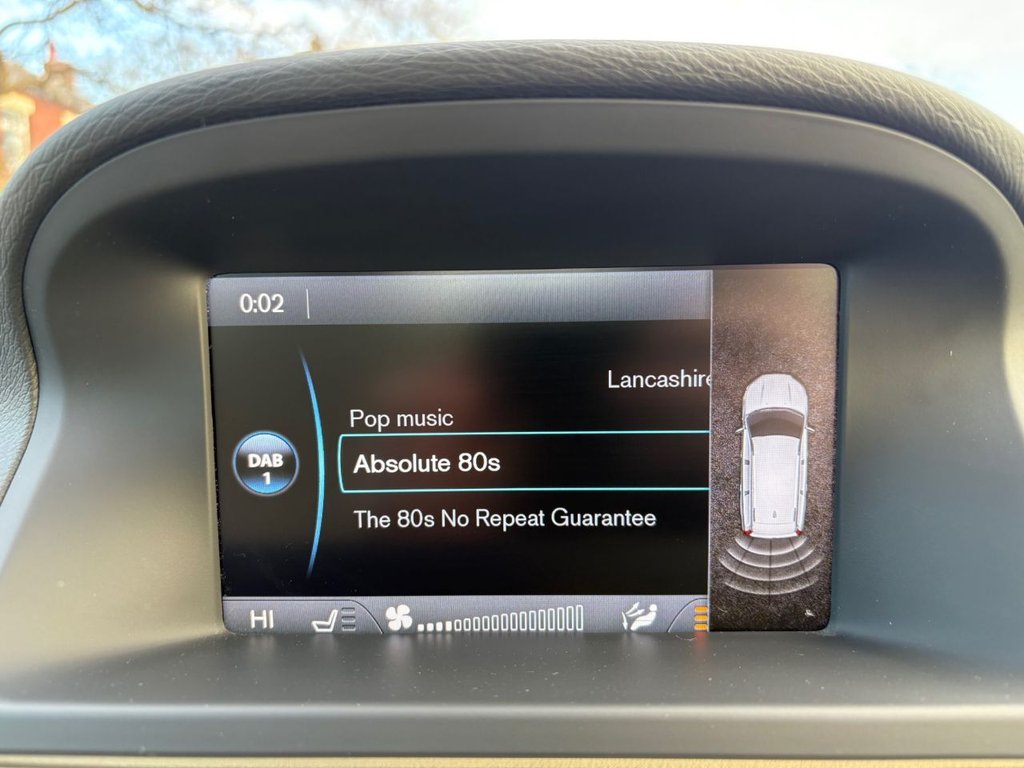 0:02
Lancashire
Pop music
Absolute 80s
DAB
1
The 80s No Repeat Guarantee
HI